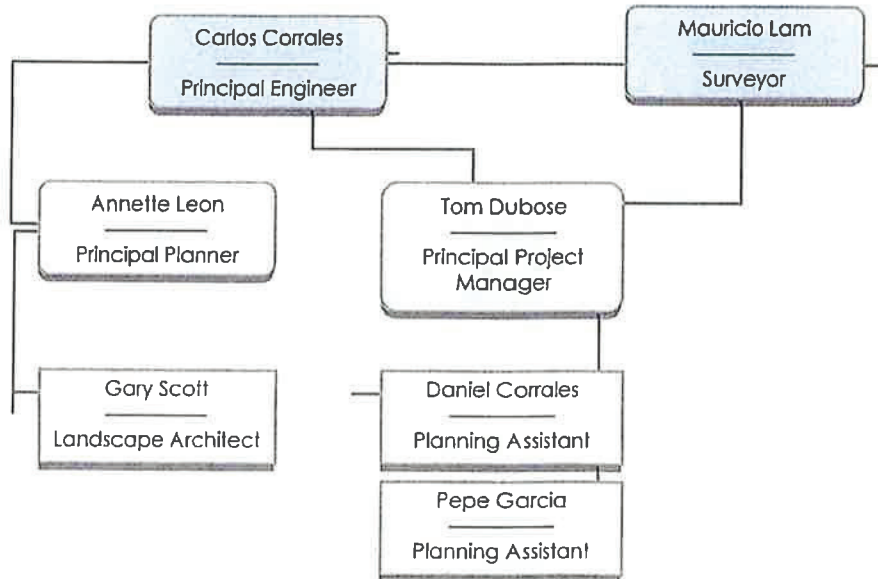 Carlos Corrales
Principal Engineer
Mauricio Lam
Surveyor
Annette Leon
Principal Planner
Tom Dubose
Principal Project
Manager
Gary Scott
Landscape Architect
Daniel Corrales
Planning Assistant
Pepe Garcia
Planning Assistant